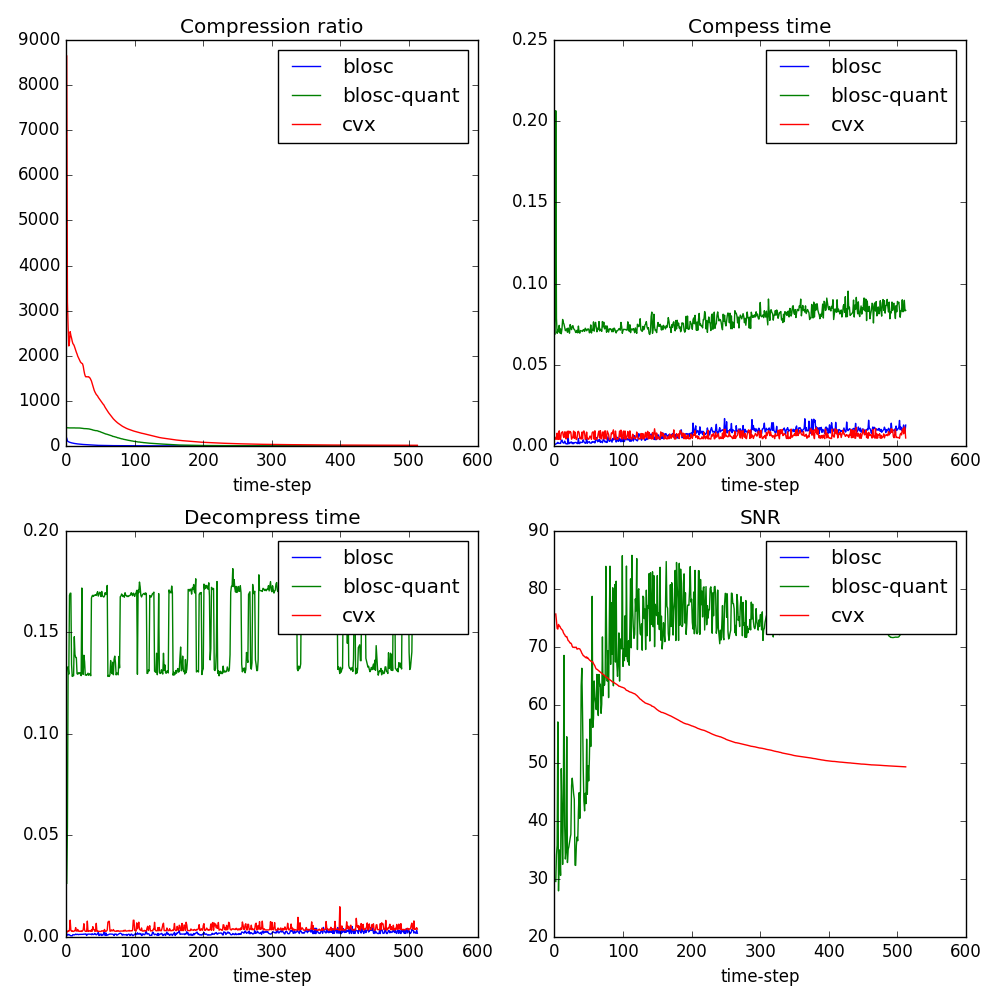 Compression ratio
9000
8000
7000
6000
5000
4000
3000
2000
1000
0
blosc
blosc-quant
cvx
0 100 200 300 400 500 600
time-step
Compess time
0.25
0.20
0.15
0.10
0.05
0.00
blosc
blosc-quant
cvx
0 100 200 300 400 500 600
time-step
Decompress time
0.20
0.15
0.10
0.05
0.00
blosc
blosc-quant
cvx
0 100 200 300 400 500 600
time-step
SNR
90
80
70
60
50
40
30
20
blosc
blosc-quant
cvx
0 100 200 300 400 500 600
time-step